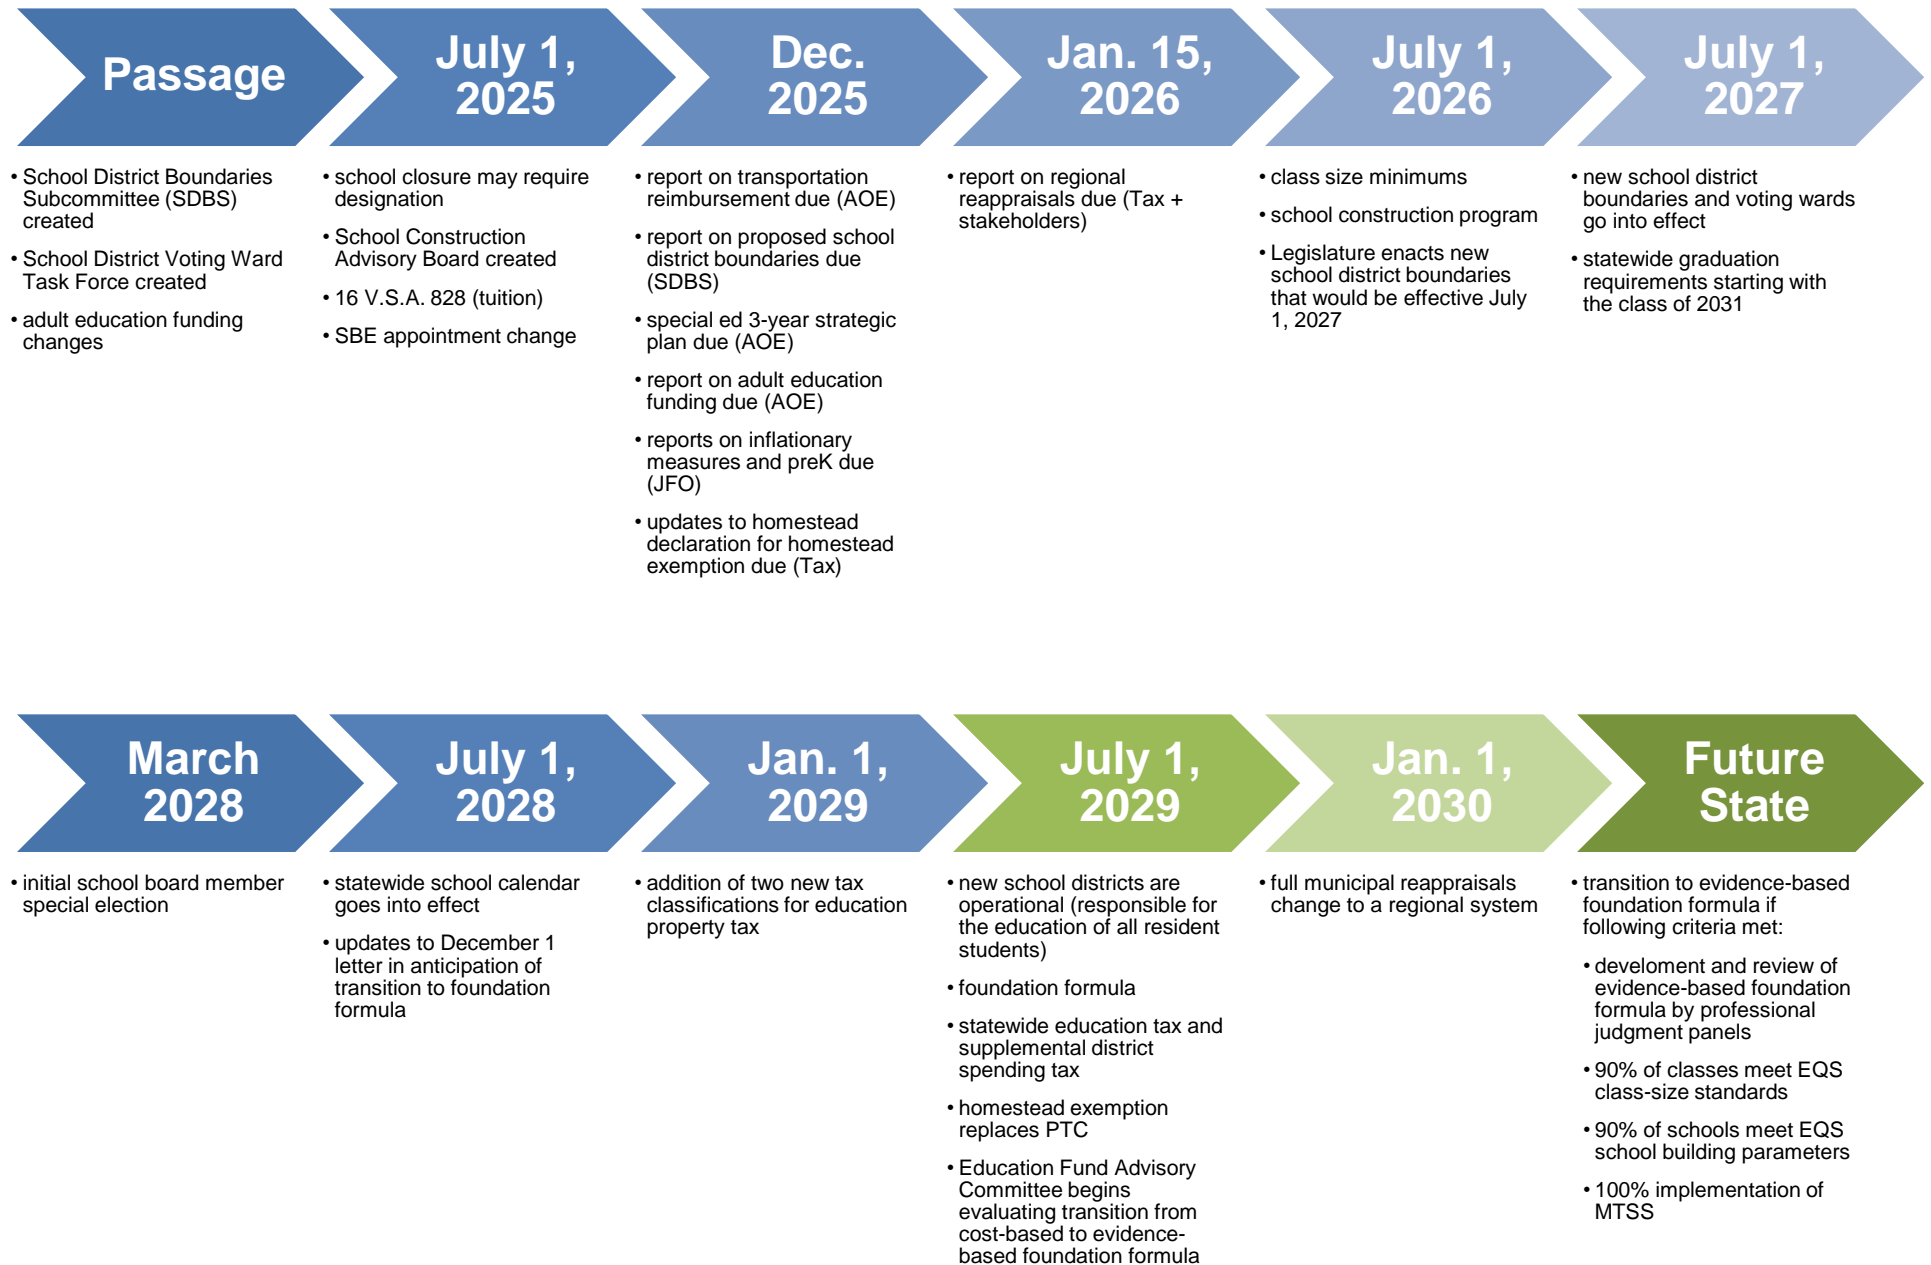 Passage
• School District Boundaries
Subcommittee (SDBS)
created
• School District Voting Ward
Task Force created
• adult education funding
changes
July 1,
2025
• school closure may require
designation
• School Construction
Advisory Board created
• 16 V.S.A. 828 (tuition)
• SBE appointment change
Dec.
2025
• report on transportation
reimbursement due (AOE)
• report on proposed school
district boundaries due
(SDBS)
• special ed 3-year strategic
plan due (AOE)
• report on adult education
funding due (AOE)
• reports on inflationary
measures and preK due
(JFO)
• updates to homestead
declaration for homestead
exemption due (Tax)
Jan. 15,
2026
• report on regional
reappraisals due (Tax +
stakeholders)
July 1,
2026
• class size minimums
• school construction program
• Legislature enacts new
school district boundaries
that would be effective July
1, 2027
July 1,
2027
• new school district
boundaries and voting wards
go into effect
• statewide graduation
requirements starting with
the class of 2031
March
2028
• initial school board member
special election
July 1,
2028
• statewide school calendar
goes into effect
• updates to December 1
letter in anticipation of
transition to foundation
formula
Jan. 1,
2029
• addition of two new tax
classifications for education
property tax
July 1,
2029
• new school districts are
operational (responsible for
the education of all resident
students)
• foundation formula
• statewide education tax and
supplemental district
spending tax
• homestead exemption
replaces PTC
• Education Fund Advisory
Committee begins
evaluating transition from
cost-based to evidence-
based foundation formula
Jan. 1,
2030
• full municipal reappraisals
change to a regional system
Future
State
• transition to evidence-based
foundation formula if
following criteria met:
• develoment and review of
evidence-based foundation
formula by professional
judgment panels
• 90% of classes meet EQS
class-size standards
• 90% of schools meet EQS
school building parameters
• 100% implementation of
MTSS